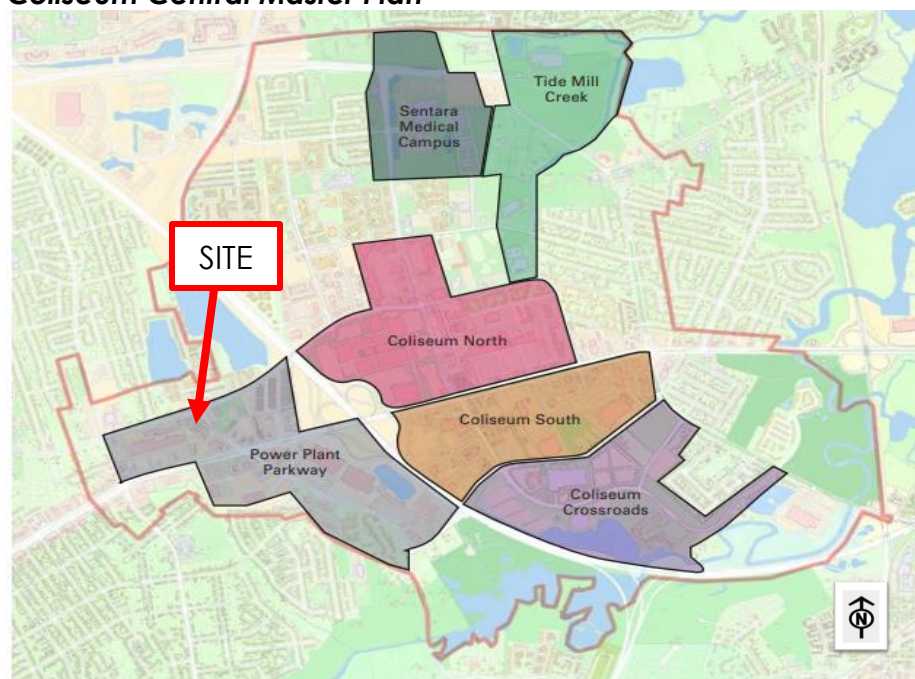 Coliseum Central Master Plan
Tide Mill
Creek
Sentara
Medical
Campus
SITE
Coliseum North
Coliseum South
Power Plant
Parkway
Coliseum
Crossroads
N